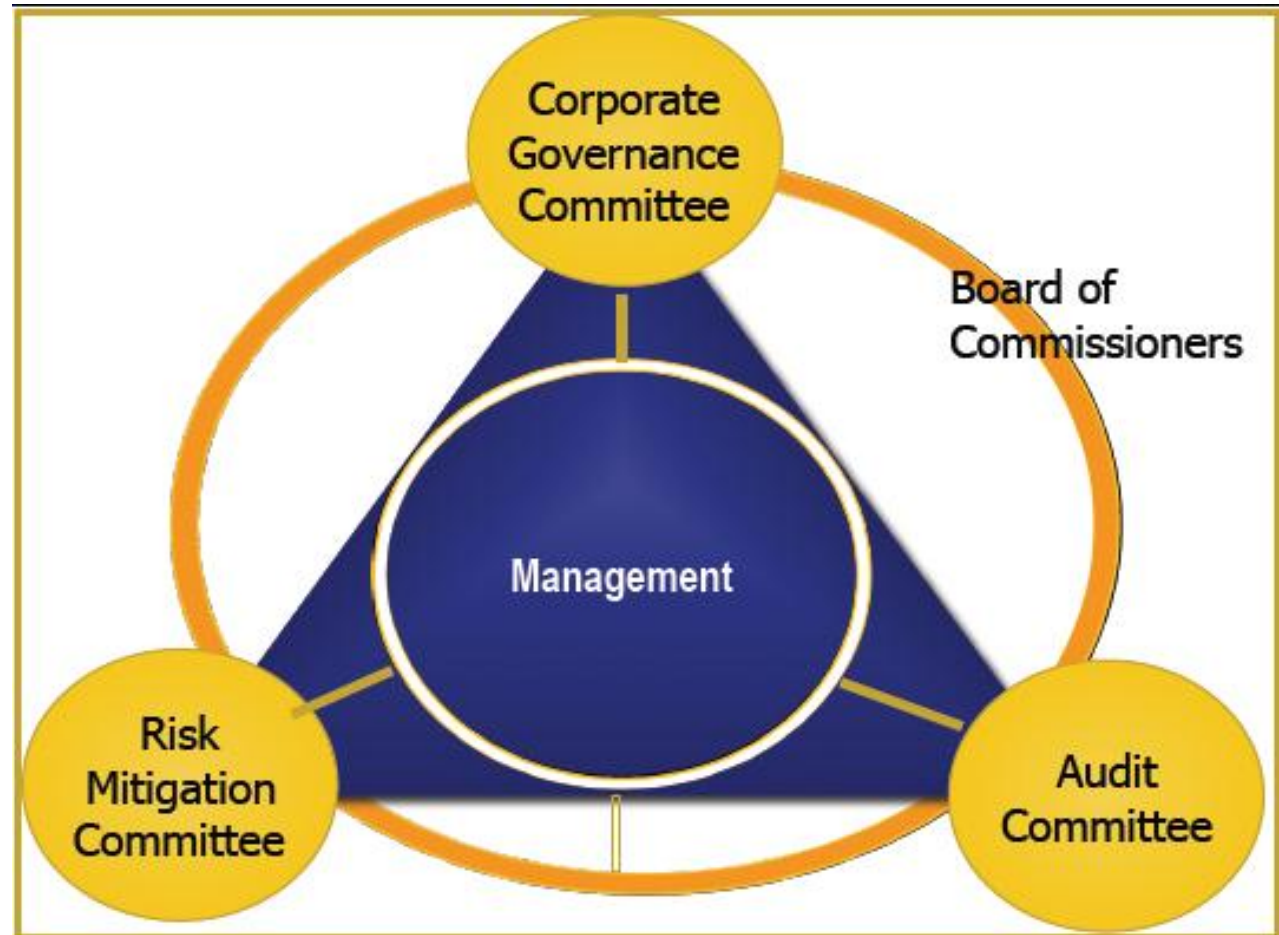 Corporate
Governance
Committee
Board of
Commissioners
Management
Risk
Mitigation
Committee
Audit
Committee